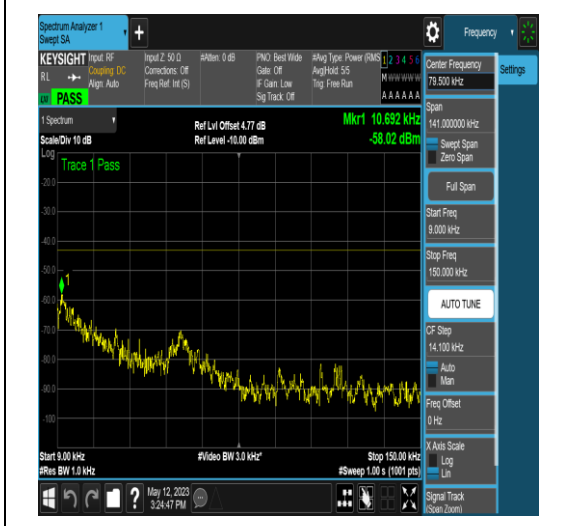 Spectrum Analyzer 1
Swept SA
+
Frequency
KEYSIGHT
RL
PASS
Input: RF
Coupling: DC
Align: Auto
Input Z: 50 Ω
Corrections: Off
Freq Ref: Int (S)
#Atten: 0 dB
PNO: Best Wide
Gate: Off
IF Gain: Low
Sig Track: Off
#Avg Type: Power (RMS
Avg|Hold: 5/5
Trig: Free Run
1 2 3 4 5 6
M W W W W W
A A A A A A
1 Spectrum
Scale/Div 10 dB
Ref Lvl Offset 4.77 dB
Ref Level -10.00 dBm
Mkr1 10.692 kHz
-58.02 dBm
Log
Trace 1 Pass
1
-20.0
-30.0
-40.0
-50.0
-60.0
-70.0
-80.0
-90.0
-100
Start 9.00 kHz
#Res BW 1.0 kHz
#Video BW 3.0 kHz*
Stop 150.00 kHz
#Sweep 1.00 s (1001 pts)
May 12, 2023
3:24:47 PM
?
Center Frequency
79.500 kHz
Settings
Span
141.000000 kHz
Swept Span
Zero Span
Full Span
Start Freq
9.000 kHz
Stop Freq
150.000 kHz
AUTO TUNE
CF Step
14.100 kHz
Auto
Man
Freq Offset
0 Hz
X Axis Scale
Log
Lin
Signal Track
(Span Zoom)